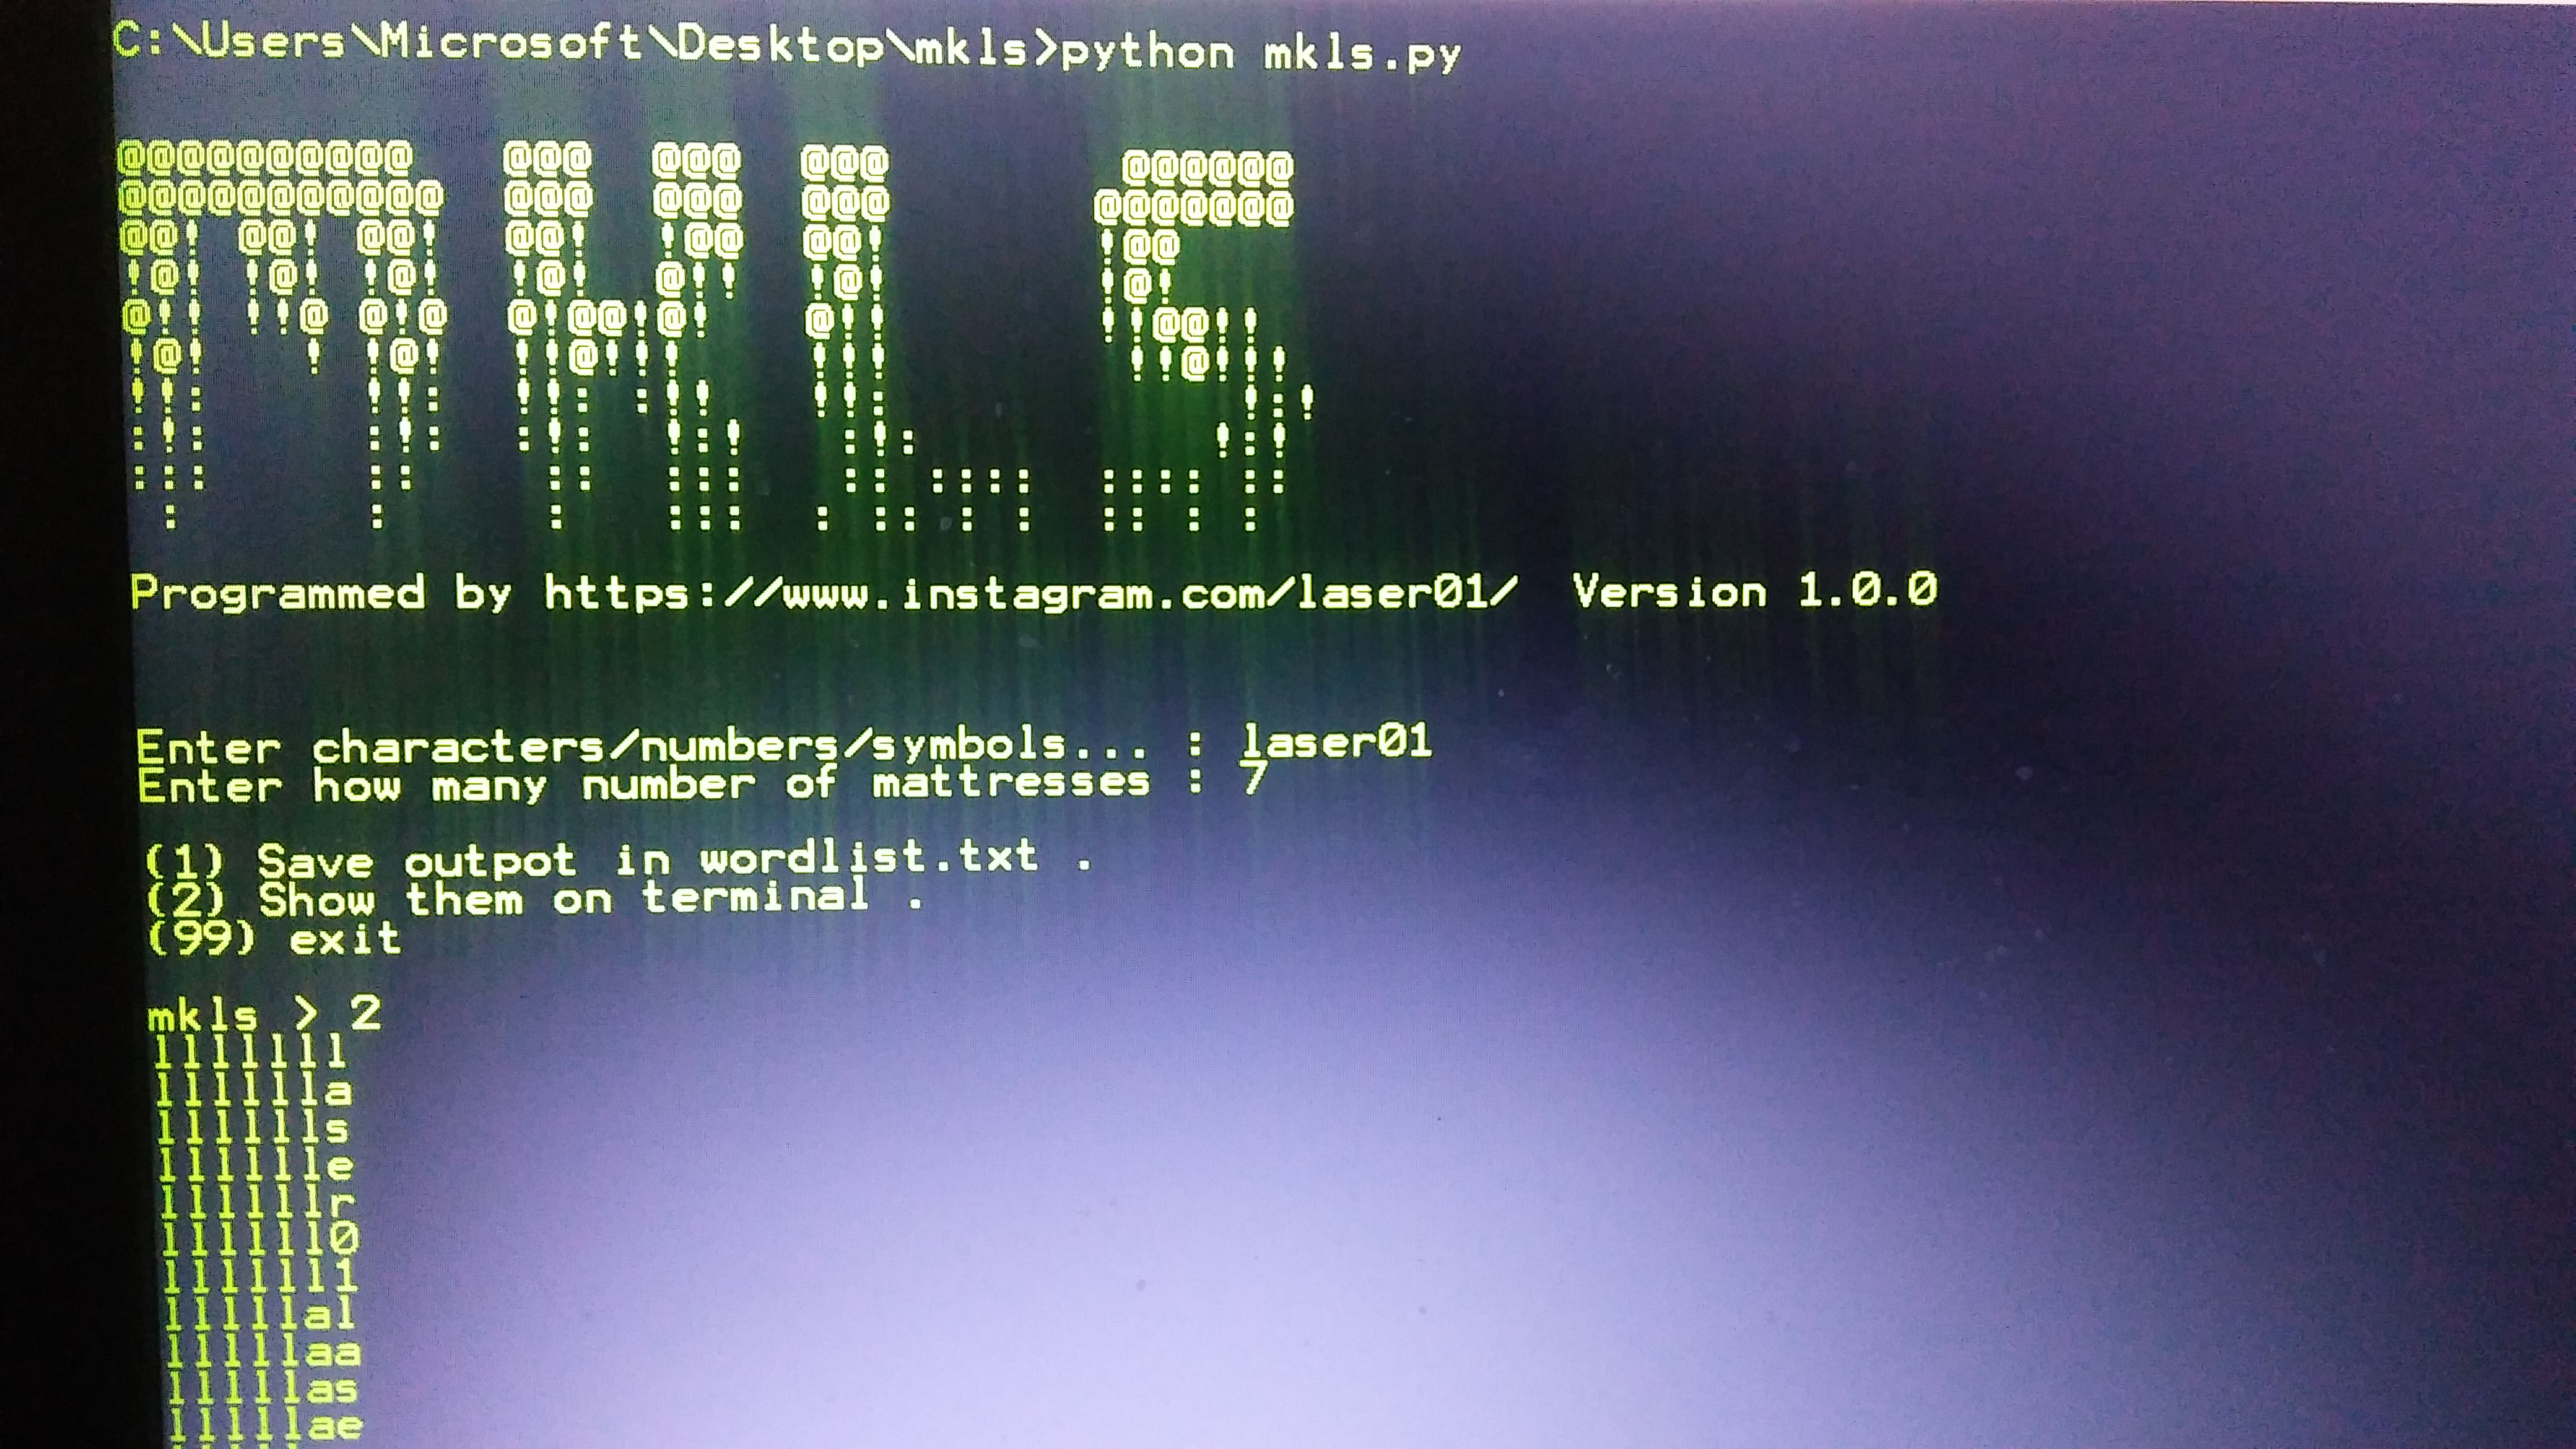 C:\Users\Microsoft\Desktop\mkls>python mkls.py
@@@@@@@@@@   @@@  @@@  @@@        @@@@@@
@@@@@@@@@@@  @@@  @@@  @@@       @@@@@@@
@@! @@! @@!  @@!  !@@  @@!       !@@
!@! !@! !@!  !@!  @!!  !@!       !@!
@!! !!@ @!@  @!@@!@!   @!!       !!@@!!
!@!   ! !@!  !!@!!!    !!!        !!@!!!
!!:     !!:  !!: :!!   !!:            !:!
:!:     :!:  :!:  !:!   :!:          !:!
:::     ::    ::  :::   :: ::::  :::: ::
 :      :     :   :::  : :: : :  :: : :
Programmed by https://www.instagram.com/laser01/  Version 1.0.0
Enter characters/numbers/symbols... : laser01
Enter how many number of mattresses : 7
(1) Save outpot in wordlist.txt .
(2) Show them on terminal .
(99) exit
mkls > 2
lllllll
lllllla
lllllls
lllllle
llllllr
llllll0
llllll1
lllllal
lllllaa
lllllas
lllllae